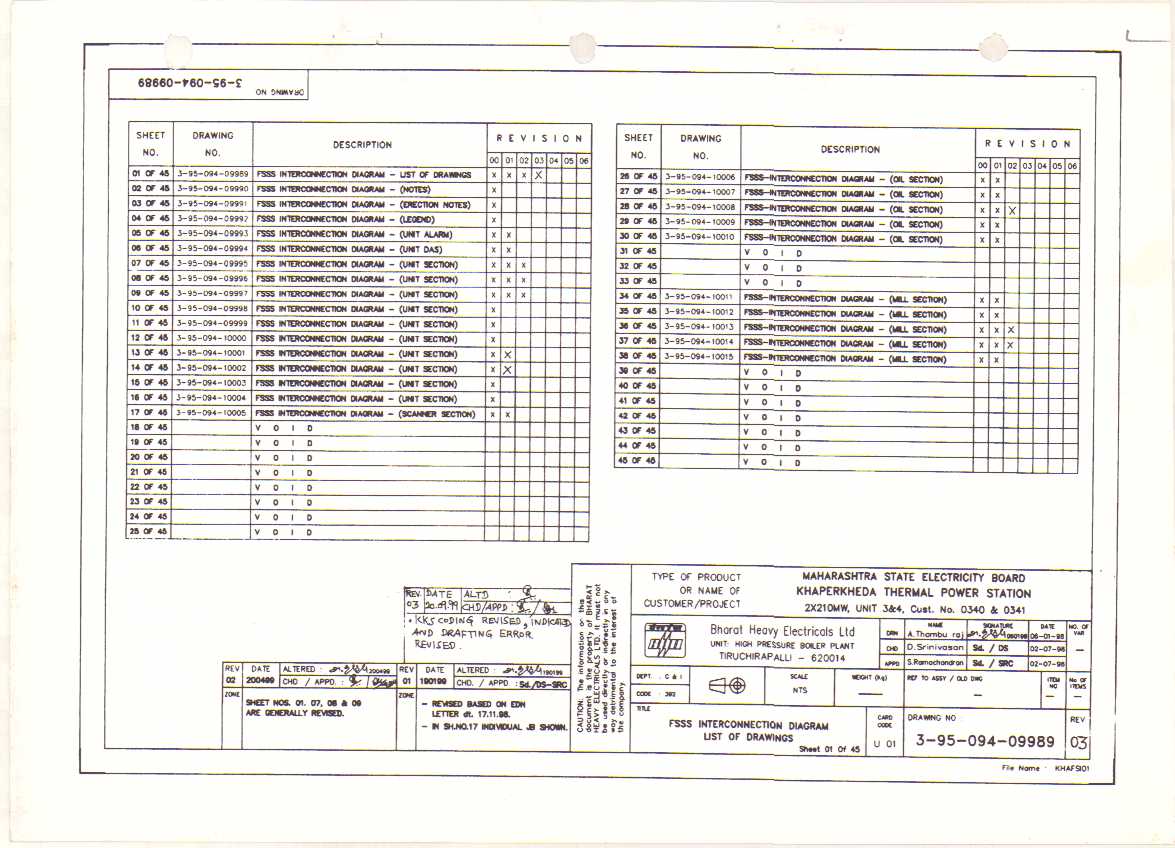 3-95-094-09989
DRAWING NO
SHEET NO. DRAWING NO. DESCRIPTION REVISION
00 01 02 03 04 05 06
01 OF 45 3-95-094-09989 FSSS INTERCONNECTION DIAGRAM - LIST OF DRAWINGS X X X X
02 OF 45 3-95-094-09990 FSSS INTERCONNECTION DIAGRAM - (NOTES) X
03 OF 45 3-95-094-09991 FSSS INTERCONNECTION DIAGRAM - (ERECTION NOTES) X
04 OF 45 3-95-094-09992 FSSS INTERCONNECTION DIAGRAM - (LEGEND) X
05 OF 45 3-95-094-09993 FSSS INTERCONNECTION DIAGRAM - (UNIT ALARM) X X
06 OF 45 3-95-094-09994 FSSS INTERCONNECTION DIAGRAM - (UNIT DAS) X X
07 OF 45 3-95-094-09995 FSSS INTERCONNECTION DIAGRAM - (UNIT SECTION) X X X
08 OF 45 3-95-094-09996 FSSS INTERCONNECTION DIAGRAM - (UNIT SECTION) X X X
09 OF 45 3-95-094-09997 FSSS INTERCONNECTION DIAGRAM - (UNIT SECTION) X X X
10 OF 45 3-95-094-09998 FSSS INTERCONNECTION DIAGRAM - (UNIT SECTION) X
11 OF 45 3-95-094-09999 FSSS INTERCONNECTION DIAGRAM - (UNIT SECTION) X
12 OF 45 3-95-094-10000 FSSS INTERCONNECTION DIAGRAM - (UNIT SECTION) X
13 OF 45 3-95-094-10001 FSSS INTERCONNECTION DIAGRAM - (UNIT SECTION) X X
14 OF 45 3-95-094-10002 FSSS INTERCONNECTION DIAGRAM - (UNIT SECTION) X X
15 OF 45 3-95-094-10003 FSSS INTERCONNECTION DIAGRAM - (UNIT SECTION) X
16 OF 45 3-95-094-10004 FSSS INTERCONNECTION DIAGRAM - (UNIT SECTION) X
17 OF 45 3-95-094-10005 FSSS INTERCONNECTION DIAGRAM - (SCANNER SECTION) X X
18 OF 45 V O I D
19 OF 45 V O I D
20 OF 45 V O I D
21 OF 45 V O I D
22 OF 45 V O I D
23 OF 45 V O I D
24 OF 45 V O I D
25 OF 45 V O I D
SHEET NO. DRAWING NO. DESCRIPTION REVISION
00 01 02 03 04 05 06
26 OF 45 3-95-094-10006 FSSS-INTERCONNECTION DIAGRAM - (OIL SECTION) X X
27 OF 45 3-95-094-10007 FSSS-INTERCONNECTION DIAGRAM - (OIL SECTION) X X
28 OF 45 3-95-094-10008 FSSS-INTERCONNECTION DIAGRAM - (OIL SECTION) X X X
29 OF 45 3-95-094-10009 FSSS-INTERCONNECTION DIAGRAM - (OIL SECTION) X X
30 OF 45 3-95-094-10010 FSSS-INTERCONNECTION DIAGRAM - (OIL SECTION) X X
31 OF 45 V O I D
32 OF 45 V O I D
33 OF 45 V O I D
34 OF 45 3-95-094-10011 FSSS-INTERCONNECTION DIAGRAM - (MILL SECTION) X X
35 OF 45 3-95-094-10012 FSSS-INTERCONNECTION DIAGRAM - (MILL SECTION) X X
36 OF 45 3-95-094-10013 FSSS-INTERCONNECTION DIAGRAM - (MILL SECTION) X X X
37 OF 45 3-95-094-10014 FSSS-INTERCONNECTION DIAGRAM - (MILL SECTION) X X X
38 OF 45 3-95-094-10015 FSSS-INTERCONNECTION DIAGRAM - (MILL SECTION) X X
39 OF 45 V O I D
40 OF 45 V O I D
41 OF 45 V O I D
42 OF 45 V O I D
43 OF 45 V O I D
44 OF 45 V O I D
45 OF 45 V O I D
REV. DATE ALTD :
03 20.09.99 CHD/APPD :
. KKS CODING REVISED, INDICATED
AND DRAFTING ERROR
REVISED.
REV DATE ALTERED : 200499
02 200499 CHD / APPD. :
ZONE
SHEET NOS. 01. 07, 08 & 09
ARE GENERALLY REVISED.
REV DATE ALTERED : 190199
01 190199 CHD. / APPD. : Sd./DS-SRC
ZONE
- REVISED BASED ON EDN
LETTER dt. 17.11.98.
- IN SH.NO.17 INDIVIDUAL JB SHOWN.
CAUTION: The information on this
document is the property of BHARAT
HEAVY ELECTRICALS LTD. It must not
be used directly or indirectly in any
way detrimental to the interest of
the company.
TYPE OF PRODUCT
OR NAME OF
CUSTOMER/PROJECT
MAHARASHTRA STATE ELECTRICITY BOARD
KHAPERKHEDA THERMAL POWER STATION
2X210MW, UNIT 3&4, Cust. No. 0340 & 0341
Bharat Heavy Electricals Ltd
UNIT: HIGH PRESSURE BOILER PLANT
TIRUCHIRAPALLI - 620014
NAME SIGNATURE DATE NO. OF VAR
DRN A.Thambu raj 060198 06-01-98 —
CHD D.Srinivasan Sd. / DS 02-07-98
APPD S.Ramachandran Sd. / SRC 02-07-98
DEPT. : C & I
CODE : 392
SCALE
NTS
WEIGHT (Kg)
—
REF TO ASSY / OLD DWG
—
ITEM NO
—
No OF ITEMS
—
TITLE
FSSS INTERCONNECTION DIAGRAM
LIST OF DRAWINGS
Sheet 01 Of 45
CARD CODE
U 01
DRAWING NO
3-95-094-09989
REV
03
File Name : KHAFSI01